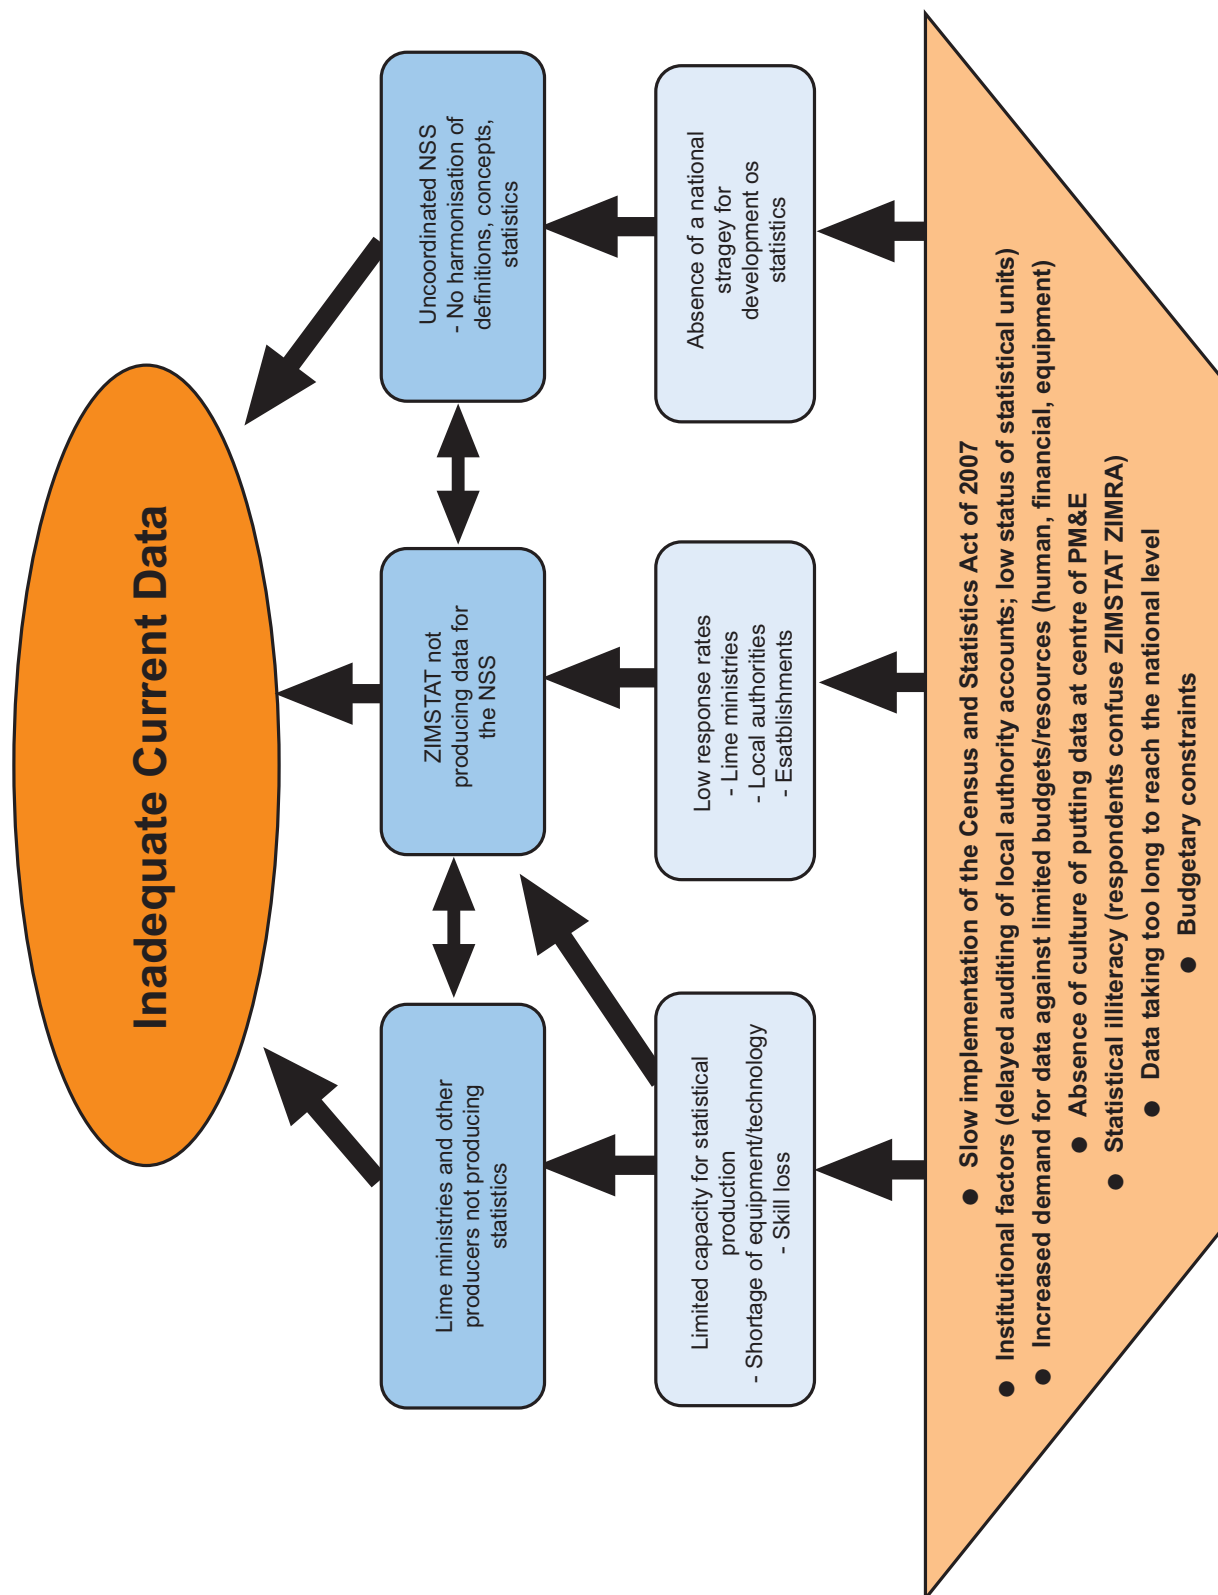 Inadequate Current Data
Lime ministries and other
producers not producing
statistics
ZIMSTAT not
producing data for
the NSS
Uncoordinated NSS
- No harmonisation of
definitions, concepts,
statistics
Limited capacity for statistical
production
- Shortage of equipment/technology
- Skill loss
Low response rates
- Lime ministries
- Local authorities
- Esatblishments
Absence of a national
stragey for
development os
statistics
● Slow implementation of the Census and Statistics Act of 2007
● Institutional factors (delayed auditing of local authority accounts; low status of statistical units)
● Increased demand for data against limited budgets/resources (human, financial, equipment)
● Absence of culture of putting data at centre of PM&E
● Statistical illiteracy (respondents confuse ZIMSTAT ZIMRA)
● Data taking too long to reach the national level
● Budgetary constraints